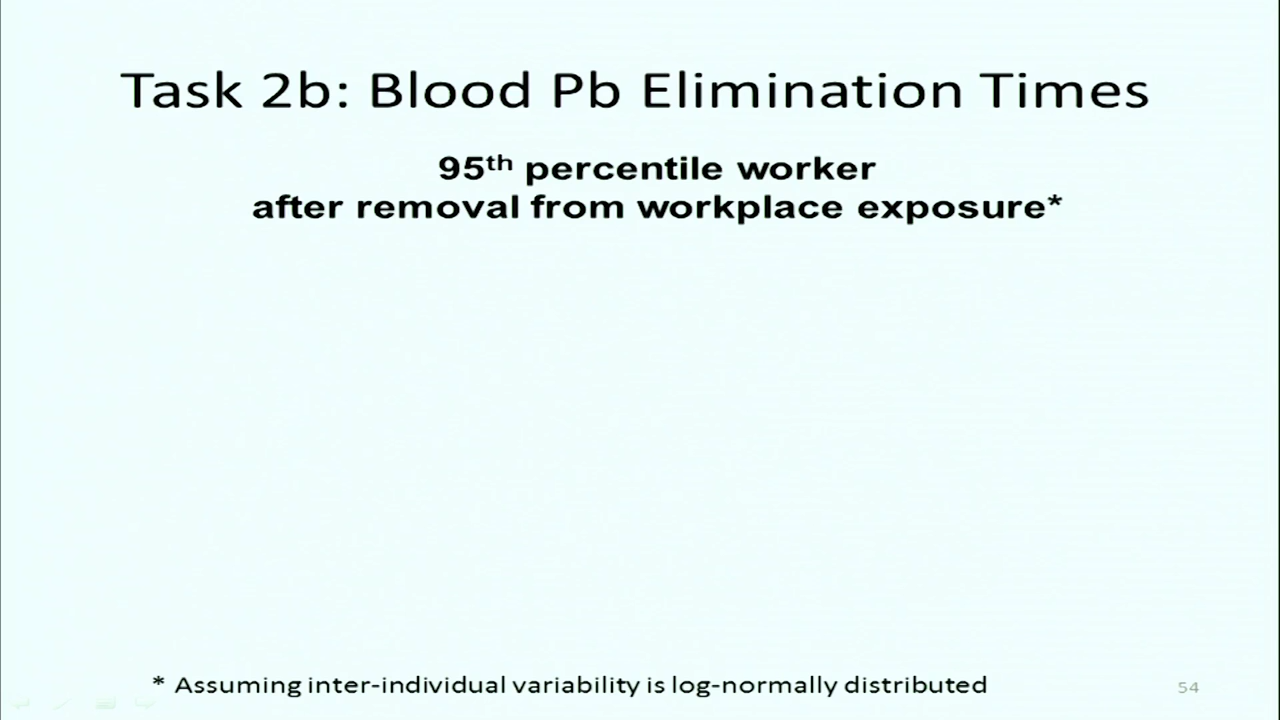 Task 2b: Blood Pb Elimination Times
95th percentile worker
after removal from workplace exposure*
* Assuming inter-individual variability is log-normally distributed
54